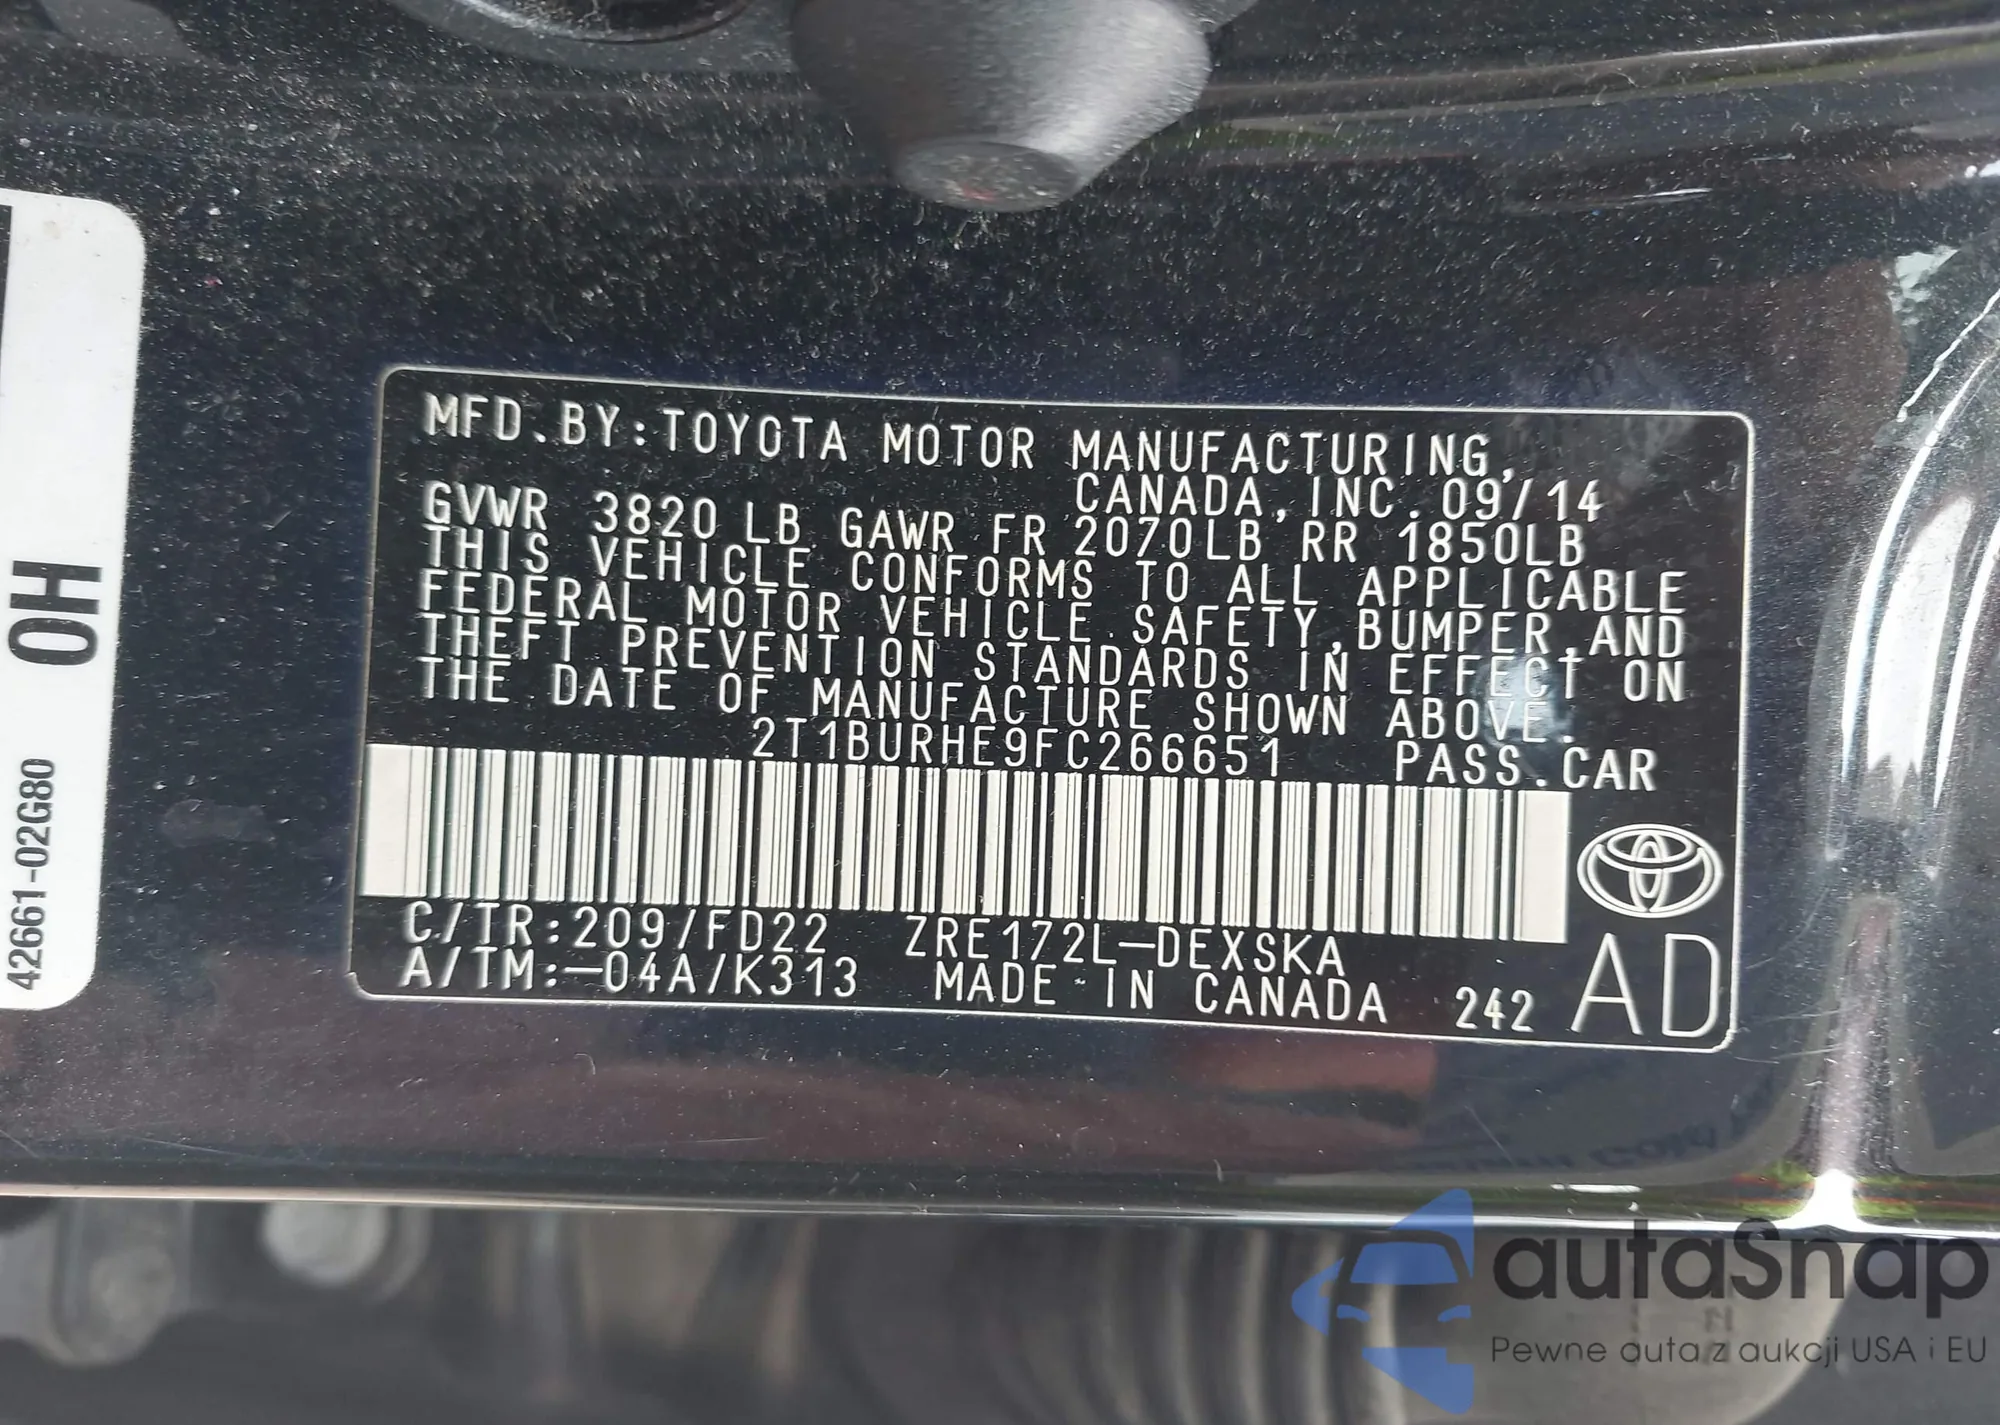 MFD.BY:TOYOTA MOTOR MANUFACTURING,
CANADA,INC. 09/14
GVWR 3820 LB GAWR FR 2070LB RR 1850LB
THIS VEHICLE CONFORMS TO ALL APPLICABLE
FEDERAL MOTOR VEHICLE SAFETY,BUMPER,AND
THEFT PREVENTION STANDARDS IN EFFECT ON
THE DATE OF MANUFACTURE SHOWN ABOVE.
2T1BURHE9FC266651 PASS.CAR
C/TR:209/FD22 ZRE172L-DEXSKA
A/TM:-04A/K313 MADE IN CANADA 242 AD
OH
42661-02G80
autaSnap
Pewne auta z aukcji USA i EU